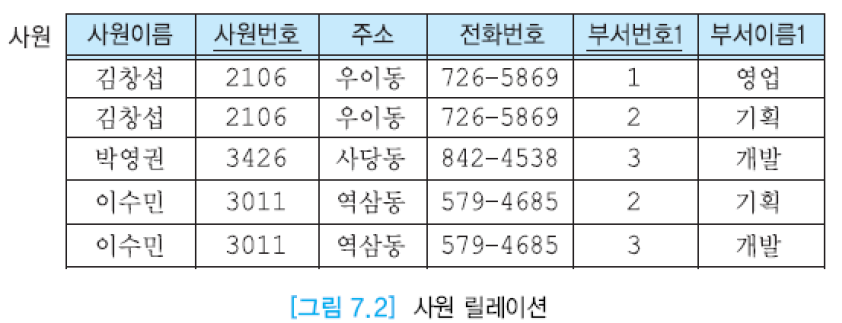 사원
사원이름 사원번호 주소 전화번호 부서번호1 부서이름1
김창섭 2106 우이동 726-5869 1 영업
김창섭 2106 우이동 726-5869 2 기획
박영권 3426 사당동 842-4538 3 개발
이수민 3011 역삼동 579-4685 2 기획
이수민 3011 역삼동 579-4685 3 개발
[그림 7.2] 사원 릴레이션